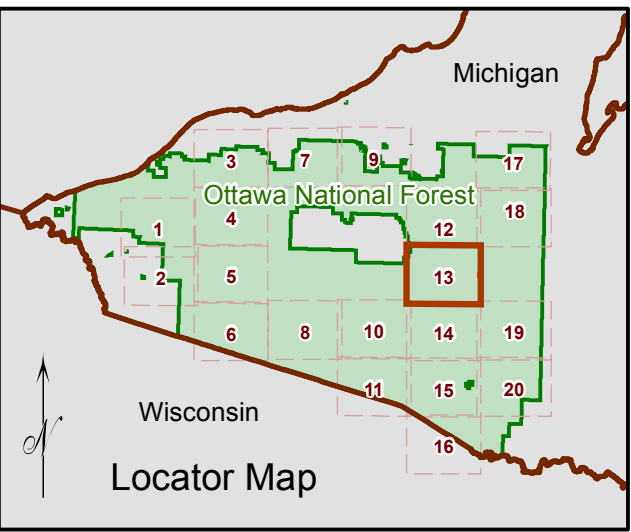 Michigan
3 7 9 17
Ottawa National Forest
4 12 18
1
2 5 13
6 8 10 14 19
11 15 20
Wisconsin
16
N
Locator Map